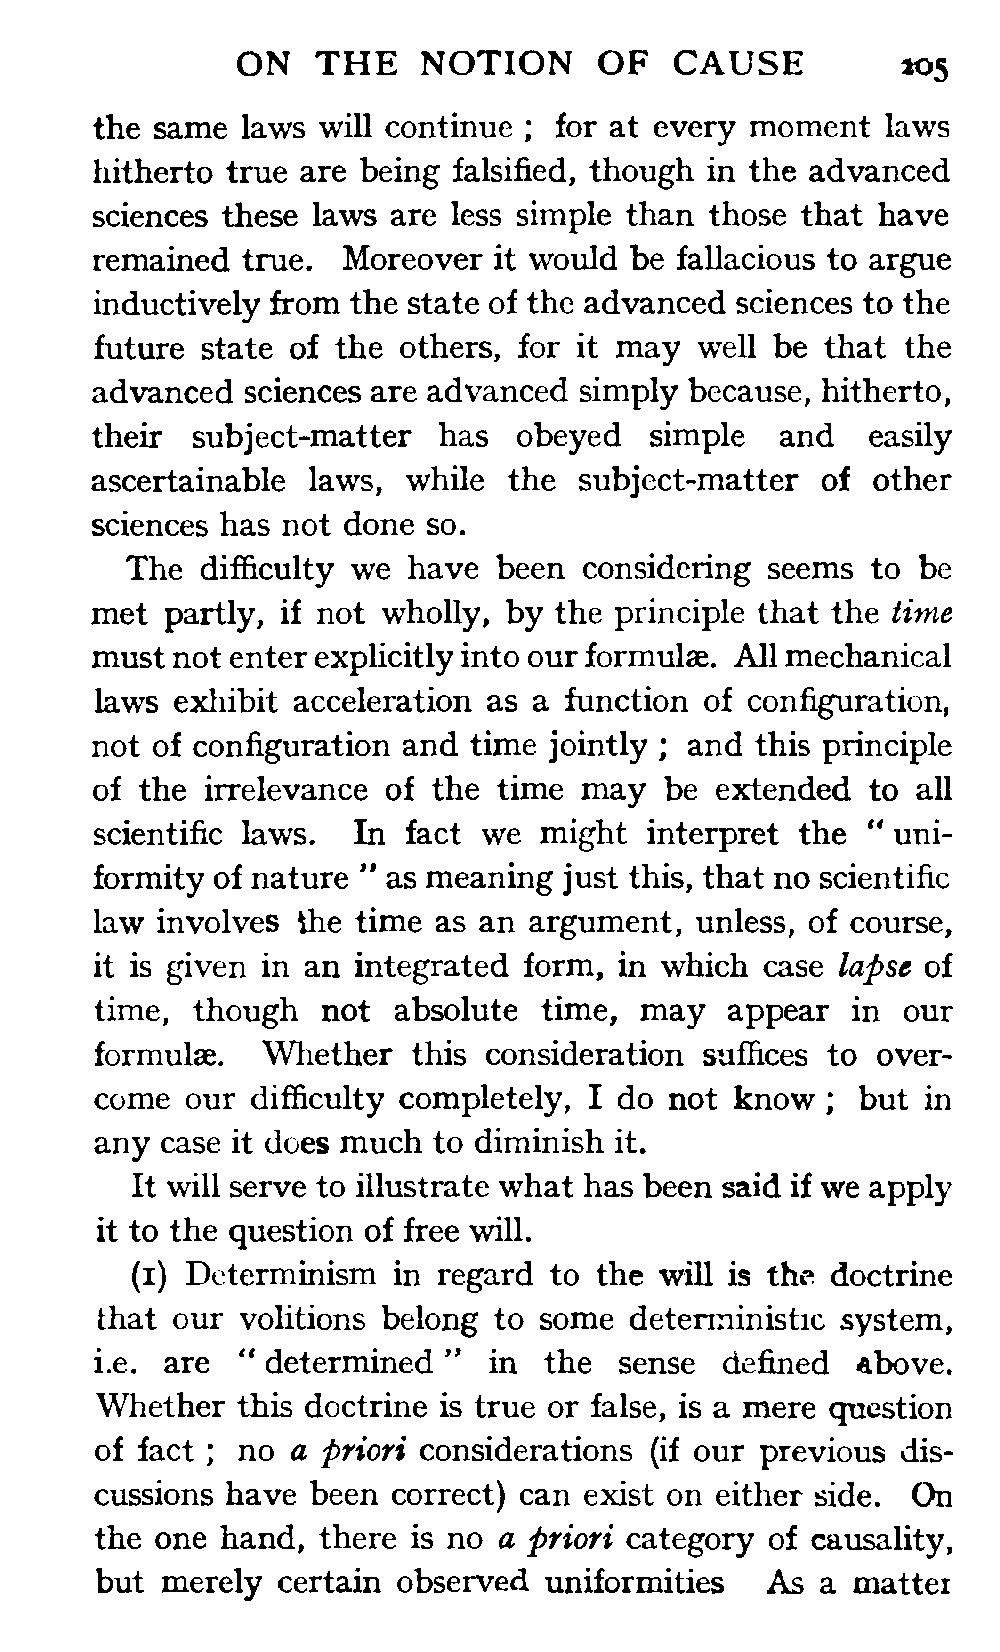 ON THE NOTION OF CAUSE 205
the same laws will continue ; for at every moment laws
hitherto true are being falsified, though in the advanced
sciences these laws are less simple than those that have
remained true. Moreover it would be fallacious to argue
inductively from the state of the advanced sciences to the
future state of the others, for it may well be that the
advanced sciences are advanced simply because, hitherto,
their subject-matter has obeyed simple and easily
ascertainable laws, while the subject-matter of other
sciences has not done so.
The difficulty we have been considering seems to be
met partly, if not wholly, by the principle that the time
must not enter explicitly into our formulæ. All mechanical
laws exhibit acceleration as a function of configuration,
not of configuration and time jointly ; and this principle
of the irrelevance of the time may be extended to all
scientific laws. In fact we might interpret the “ uni-
formity of nature ” as meaning just this, that no scientific
law involves the time as an argument, unless, of course,
it is given in an integrated form, in which case lapse of
time, though not absolute time, may appear in our
formulæ. Whether this consideration suffices to over-
come our difficulty completely, I do not know ; but in
any case it does much to diminish it.
It will serve to illustrate what has been said if we apply
it to the question of free will.
(1) Determinism in regard to the will is the doctrine
that our volitions belong to some deterministic system,
i.e. are “ determined ” in the sense defined above.
Whether this doctrine is true or false, is a mere question
of fact ; no a priori considerations (if our previous dis-
cussions have been correct) can exist on either side. On
the one hand, there is no a priori category of causality,
but merely certain observed uniformities As a matter